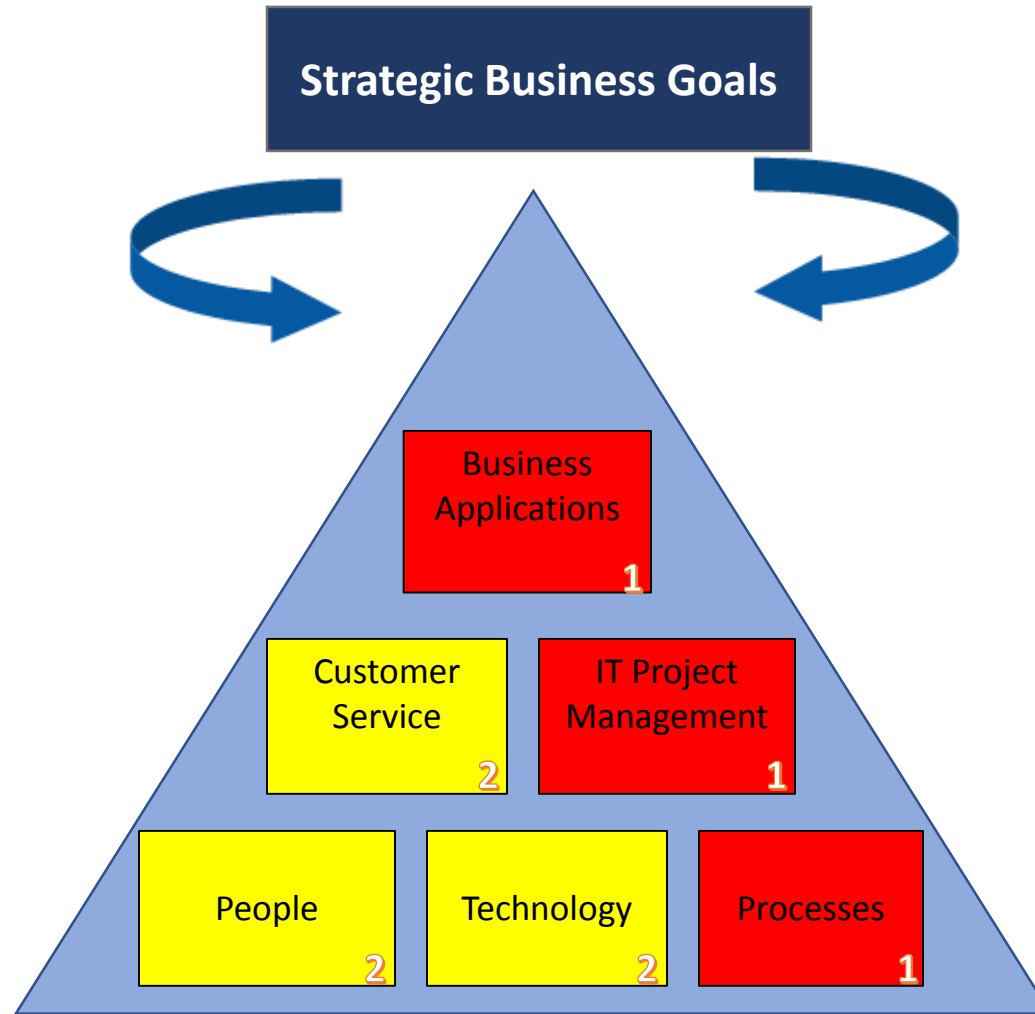 Strategic Business Goals
Business
Applications
1
Customer
Service
2
IT Project
Management
1
People
2
Technology
2
Processes
1